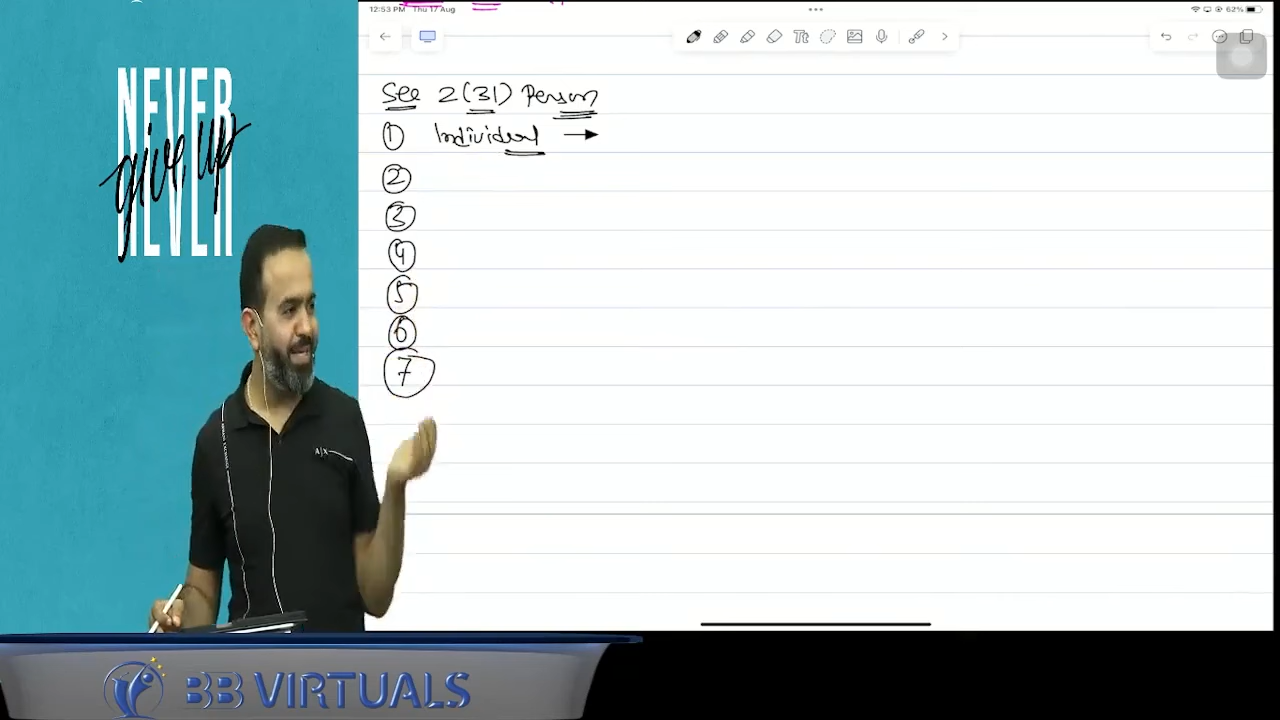 NEVER
give up
NEVER
12:53 PM Thu 17 Aug
62%
Tt
See 2(31) Person
① Individual →
②
③
④
⑤
⑥
⑦
A|X
BB VIRTUALS